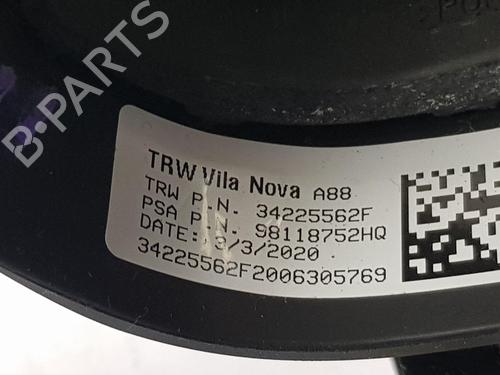 B-PARTS
TRW Vila Nova A88
TRW P.N. 34225562F
PSA P.N. 98118752HQ
DATE: 3/3/2020
34225562F2006305769